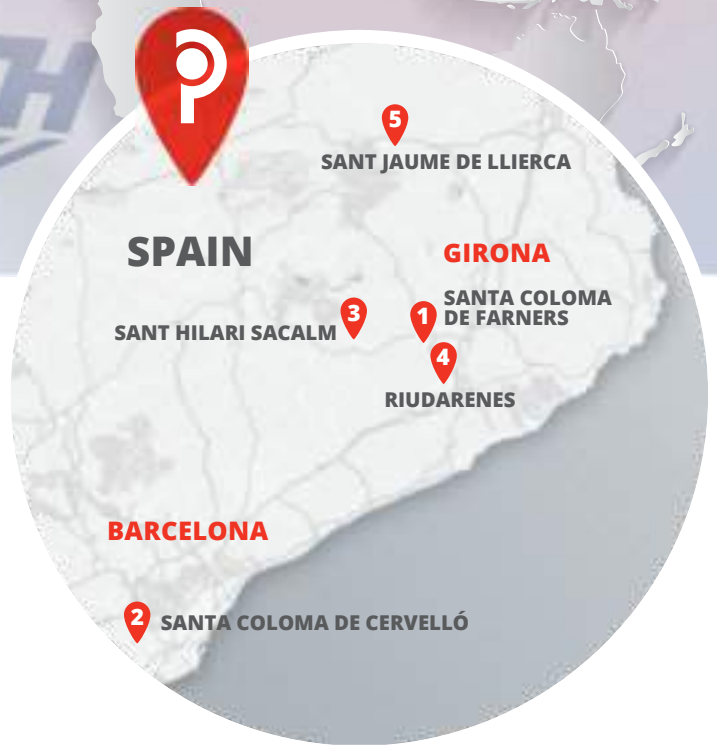 TH
5
SANT JAUME DE LLIERCA
SPAIN
GIRONA
SANTA COLOMA
DE FARNERS
3
1
SANT HILARI SACALM
4
RIUDARENES
BARCELONA
2
SANTA COLOMA DE CERVELLÓ